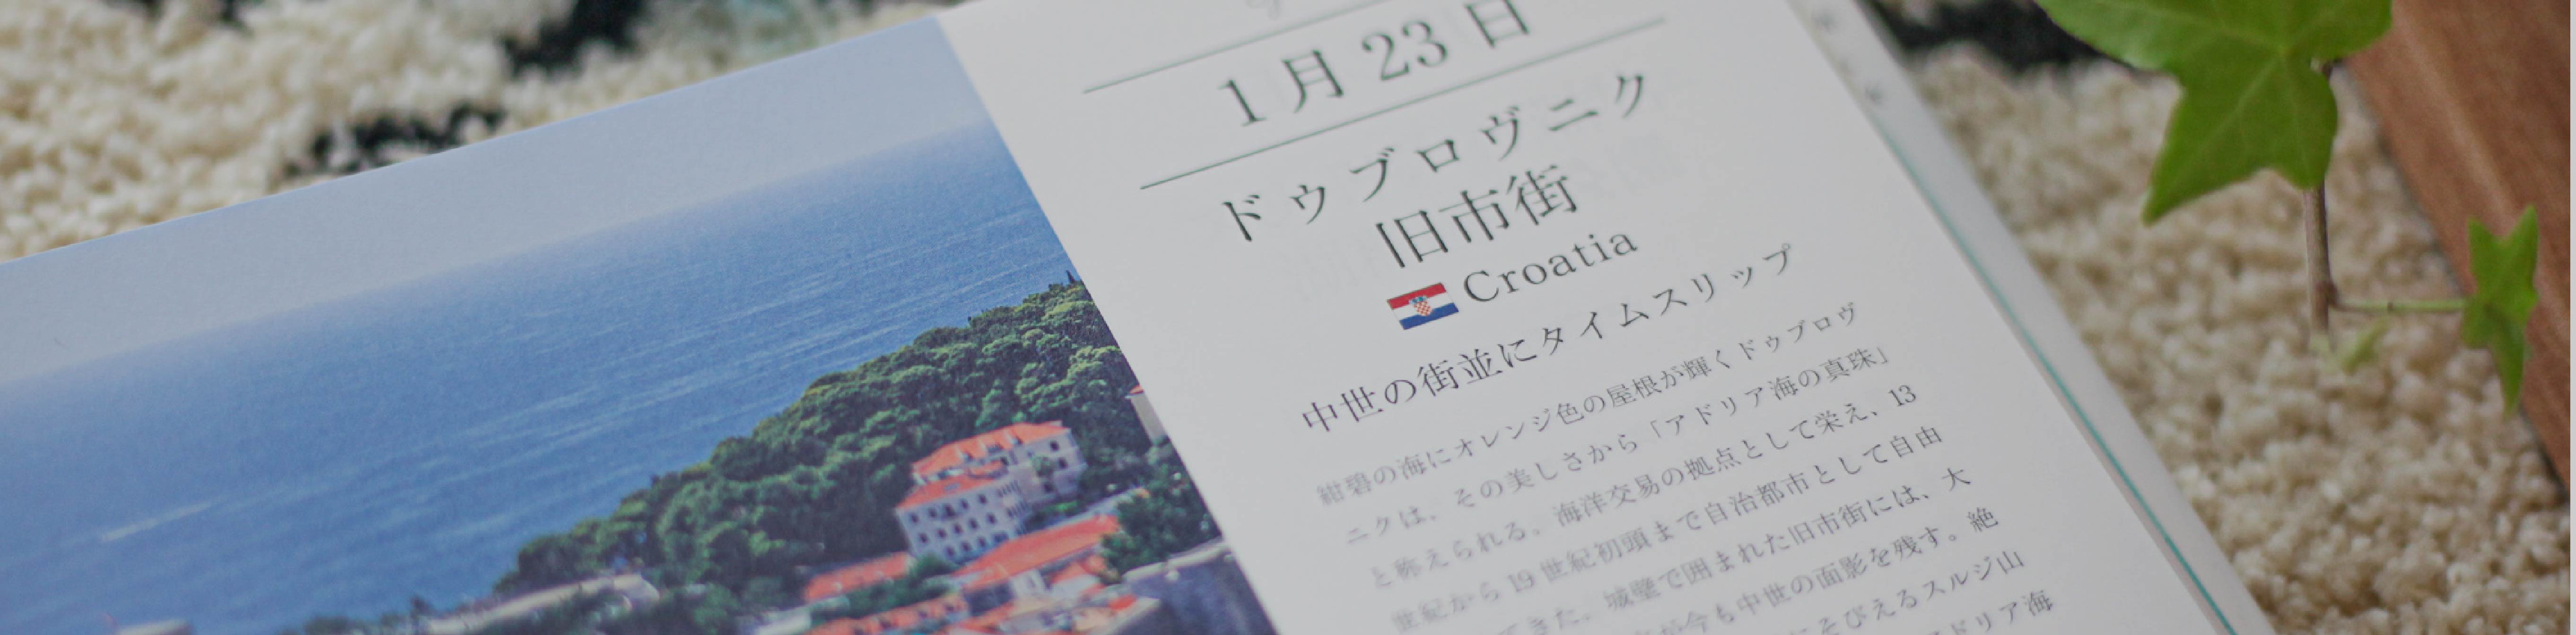 1月23日
ドゥブロヴニク
旧市街
Croatia
中世の街並にタイムスリップ
紺碧の海にオレンジ色の屋根が輝くドゥブロヴ
ニクは、その美しさから「アドリア海の真珠」
と称えられる。海洋交易の拠点として栄え、13
世紀から19世紀初頭まで自治都市として自由
てきた。城壁で囲まれた旧市街には、大
が今も中世の面影を残す。絶
にそびえるスルジ山
アドリア海